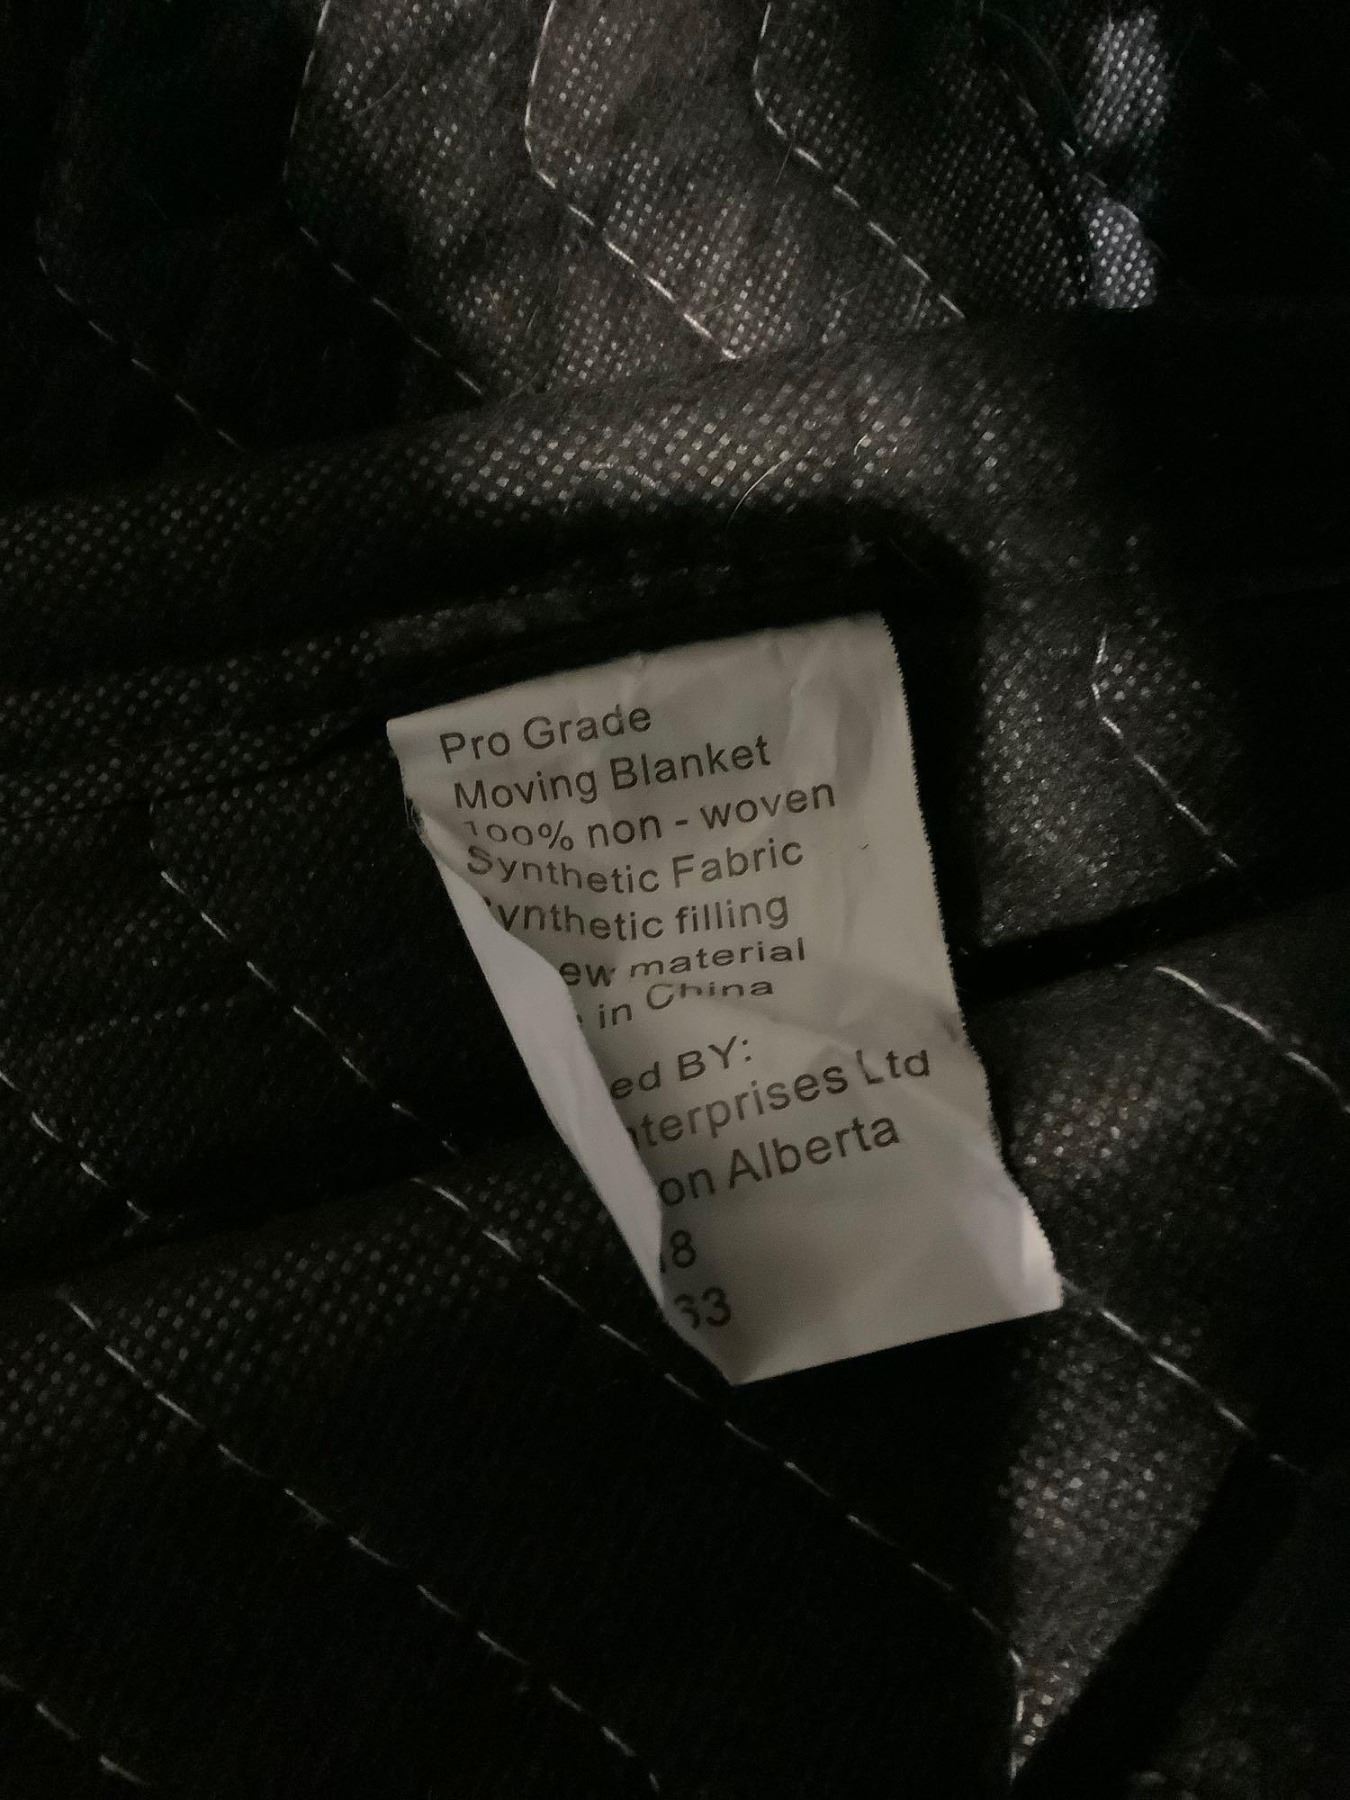 Pro Grade
Moving Blanket
100% non - woven
Synthetic Fabric
ynthetic filling
ew material
in China
ed BY:
terprises Ltd
on Alberta
8
33